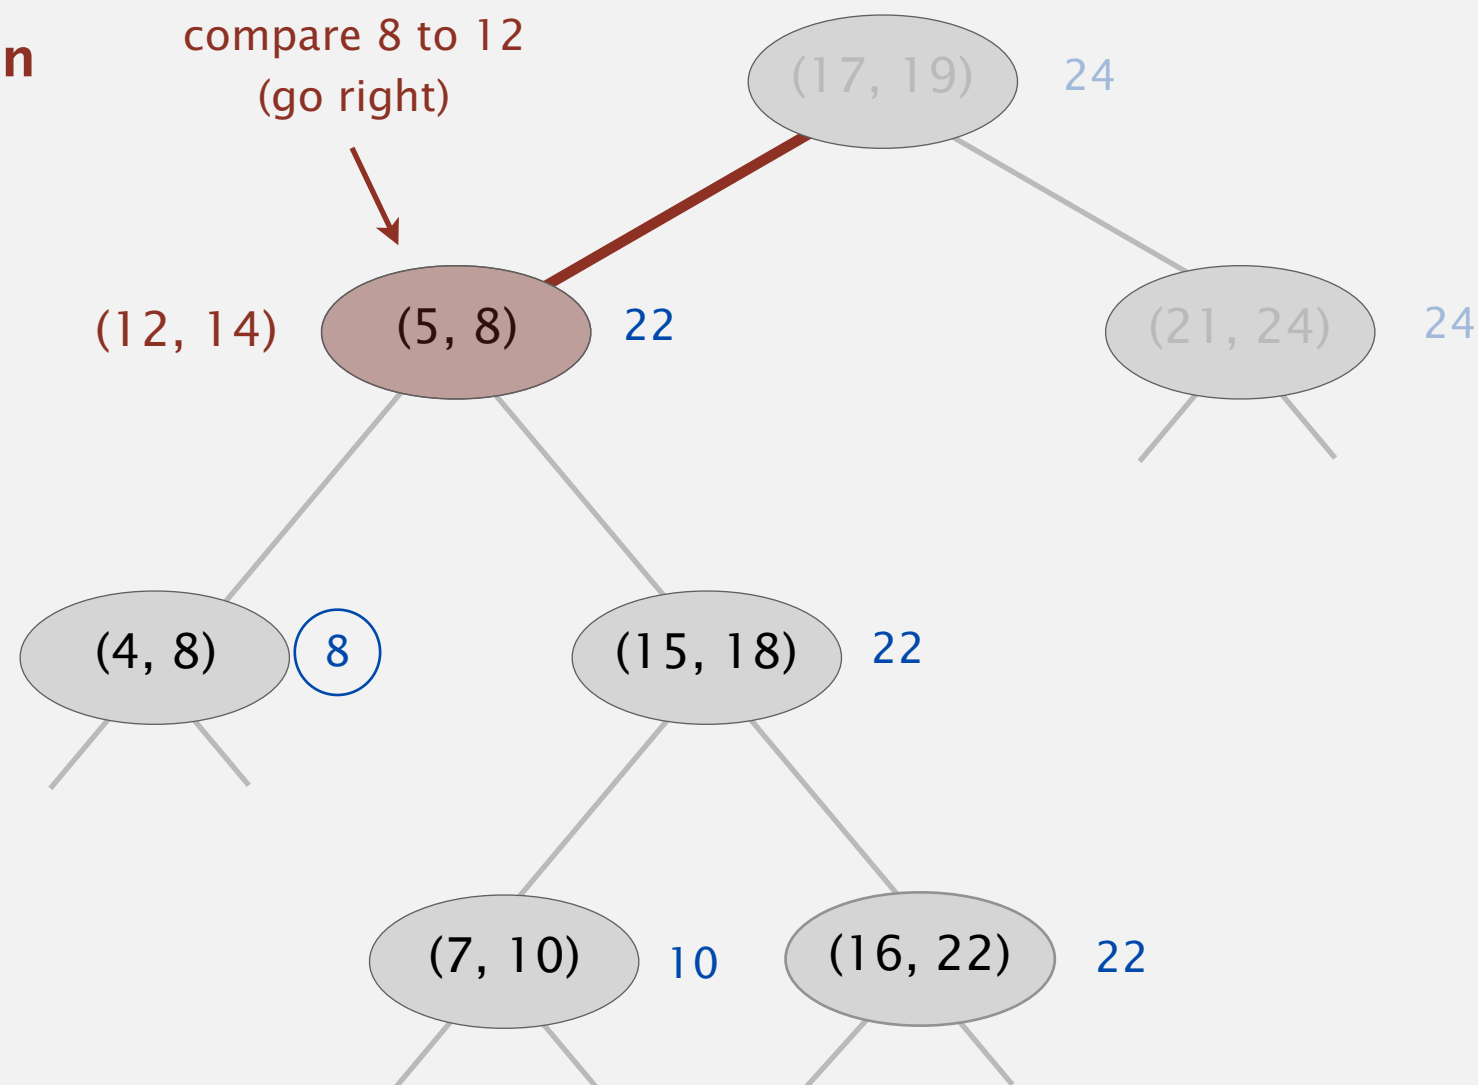 n
compare 8 to 12
(go right)
(17, 19) 24
(12, 14) (5, 8) 22 (21, 24) 24
(4, 8) 8 (15, 18) 22
(7, 10) 10 (16, 22) 22